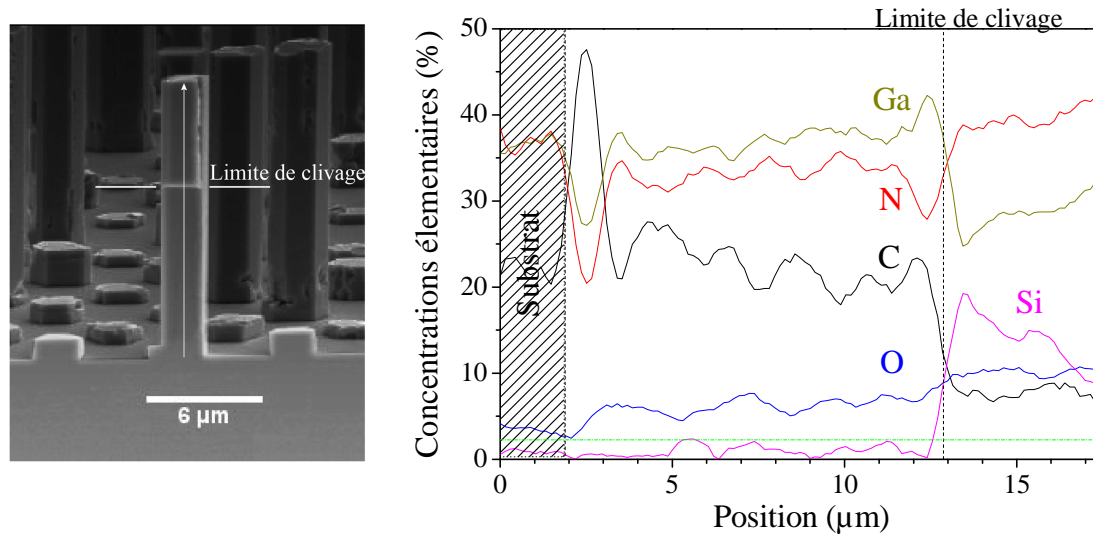 Limite de clivage
6 µm
Limite de clivage
Concentrations élementaires (%)
50
40
30
20
10
0
Substrat
Ga
N
C
Si
O
0
5
10
15
Position (µm)